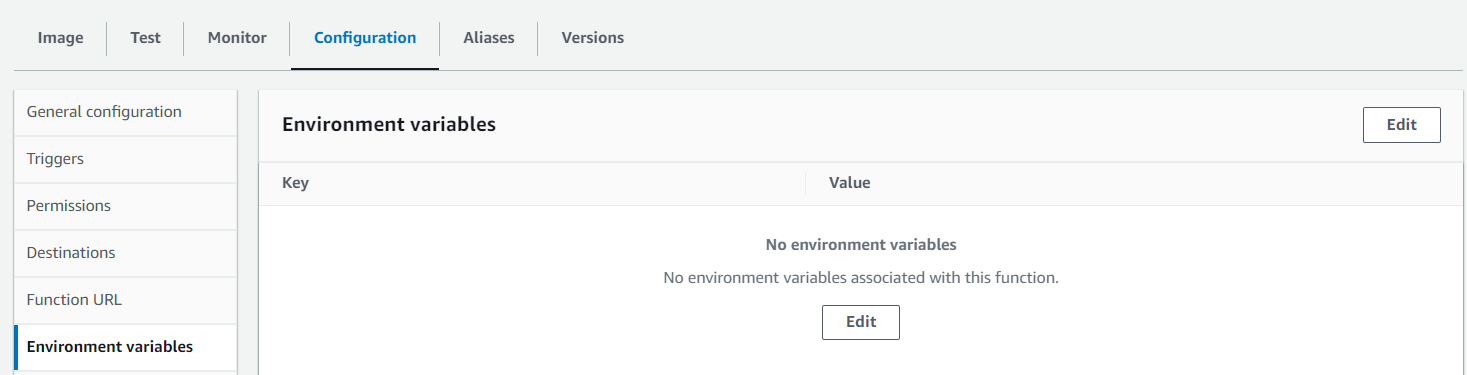 Image Test Monitor Configuration Aliases Versions
General configuration
Triggers
Permissions
Destinations
Function URL
Environment variables
Environment variables Edit
Key Value
No environment variables
No environment variables associated with this function.
Edit